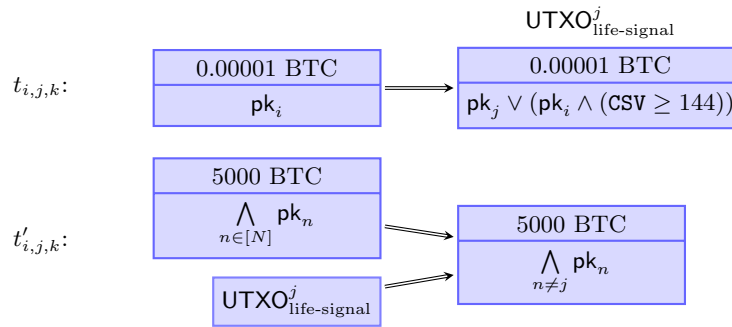 UTXO^j_life-signal
t_{i,j,k}:
0.00001 BTC
pk_i
0.00001 BTC
pk_j ∨ (pk_i ∧ (CSV ≥ 144))
t'_{i,j,k}:
5000 BTC
⋀_{n∈[N]} pk_n
UTXO^j_life-signal
5000 BTC
⋀_{n≠j} pk_n